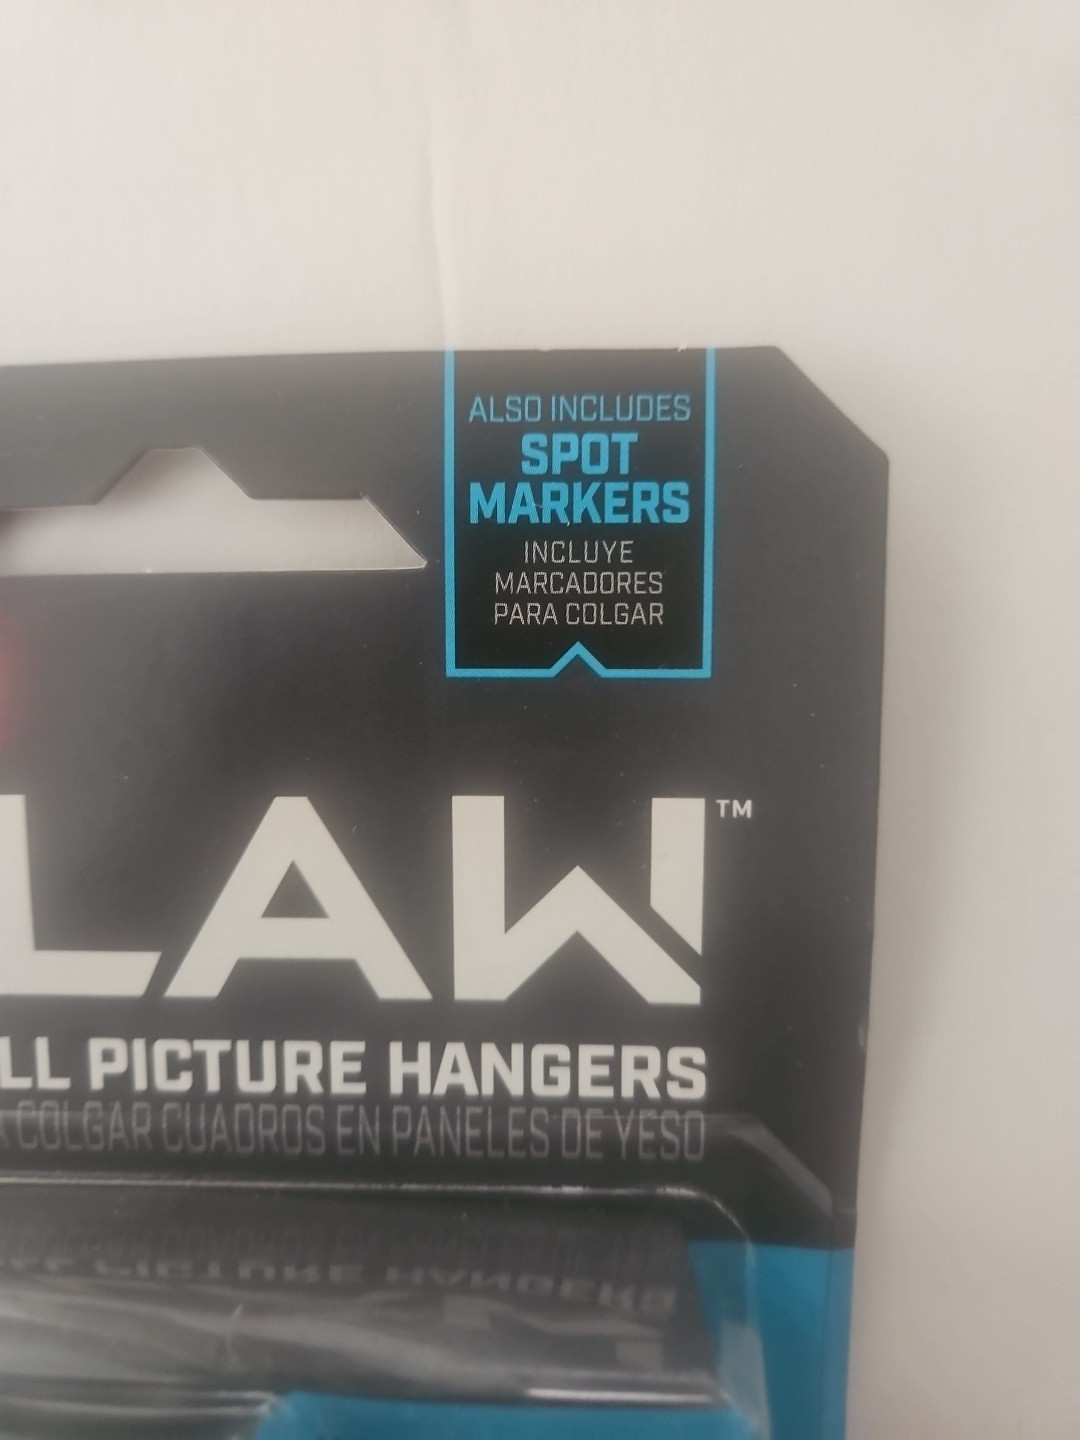 ALSO INCLUDES
SPOT
MARKERS
INCLUYE
MARCADORES
PARA COLGAR
LAW™
LL PICTURE HANGERS
A COLGAR CUADROS EN PANELES DE YESO